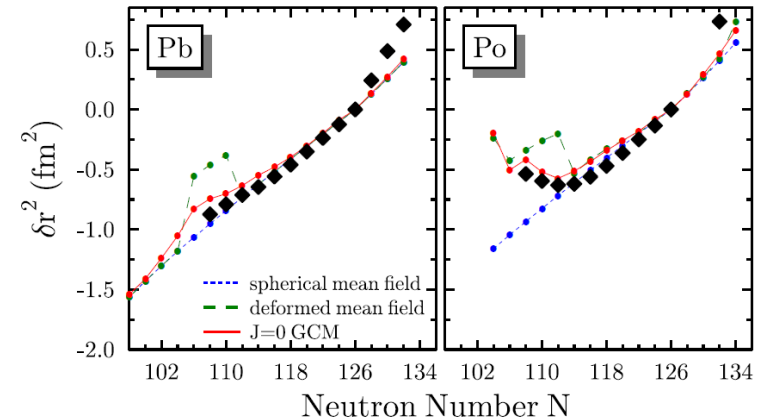 Pb
Po
δr² (fm²)
0.5
0.0
-0.5
-1.0
-1.5
-2.0
spherical mean field
deformed mean field
J=0 GCM
102 110 118 126 134
102 110 118 126 134
Neutron Number N